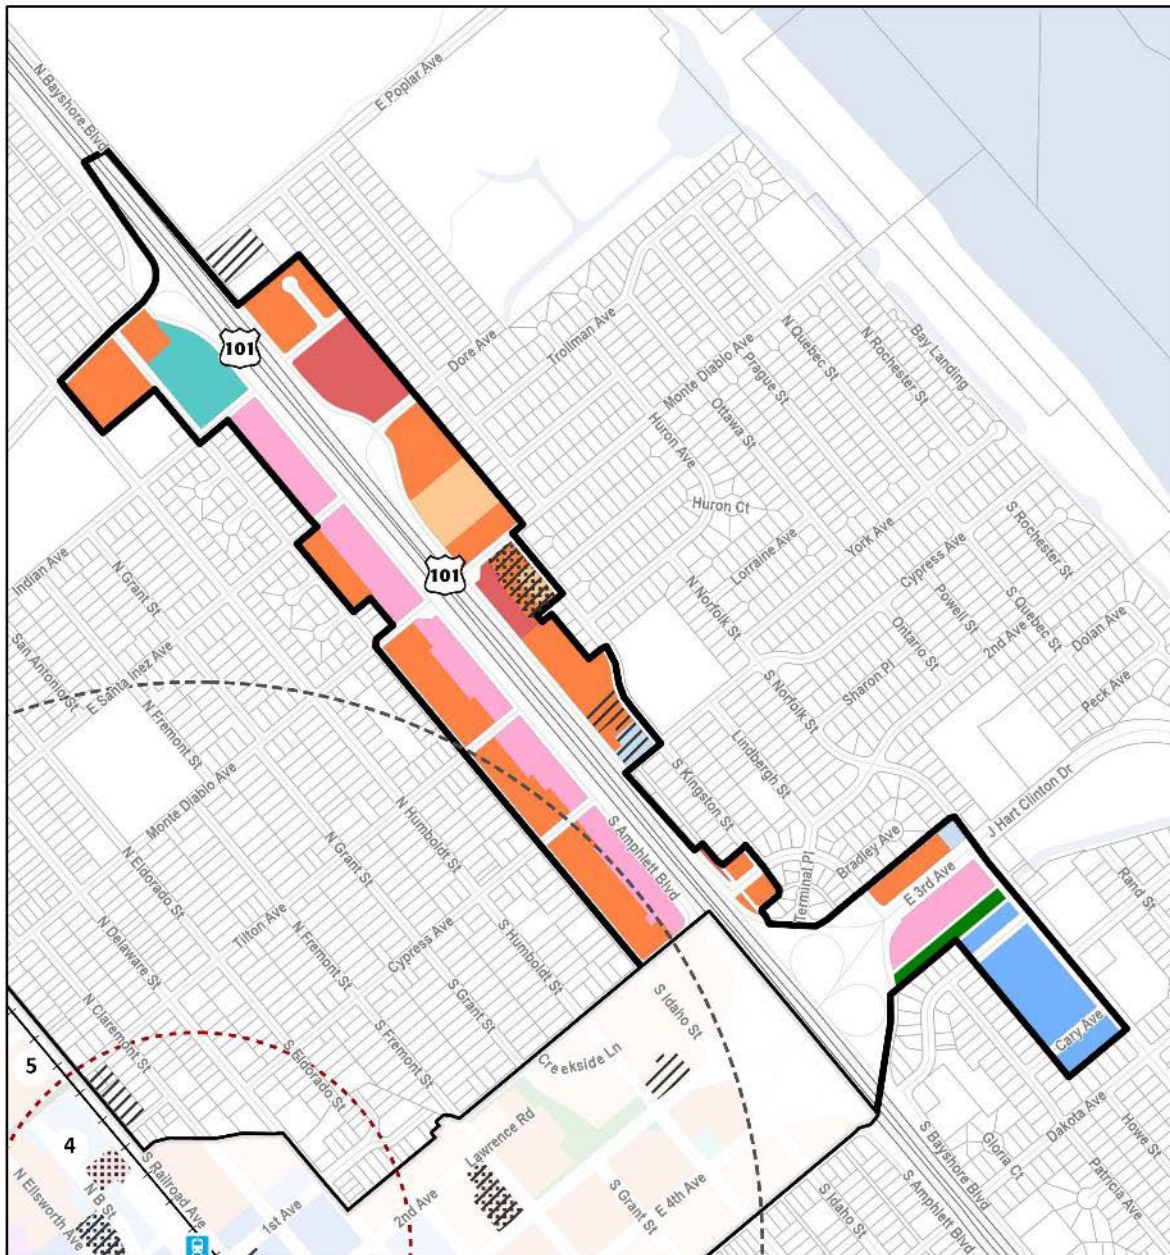 N Bayshore Blvd
E Poplar Ave
101
Dore Ave
Trollman Ave
N Quebec St
N Rochester St
Bay Landing
Monte Diablo Ave
Prague St
Ottawa St
Huron Ave
Huron Ct
101
Indian Ave
N Grant St
San Antonio St
E Santa Inez Ave
N Fremont St
Lorraine Ave
York Ave
Cypress Ave
S Rochester St
N Norfolk St
Powell St
S Quebec St
2nd Ave
Dolan Ave
Ontario St
Sharon Pl
Peck Ave
S Norfolk St
Lindbergh St
S Kingston St
J Hart Clinton Dr
Monte Diablo Ave
N Humboldt St
S Amphlett Blvd
Bradley Ave
Terminal Pl
E 3rd Ave
Rand St
N Eldorado St
N Grant St
Tilton Ave
Cypress Ave
S Humboldt St
N Delaware St
N Fremont St
S Grant St
S Idaho St
Cary Ave
N Claremont St
S Eldorado St
S Fremont St
Creekside Ln
5
4
S Railroad Ave
N B St
N Ellsworth Ave
1st Ave
2nd Ave
Lawrence Rd
S Grant St
E 4th Ave
S Idaho St
S Bayshore Blvd
S Amphlett Blvd
Gloria Ct
Dakota Ave
Patricia Ave
Howe St